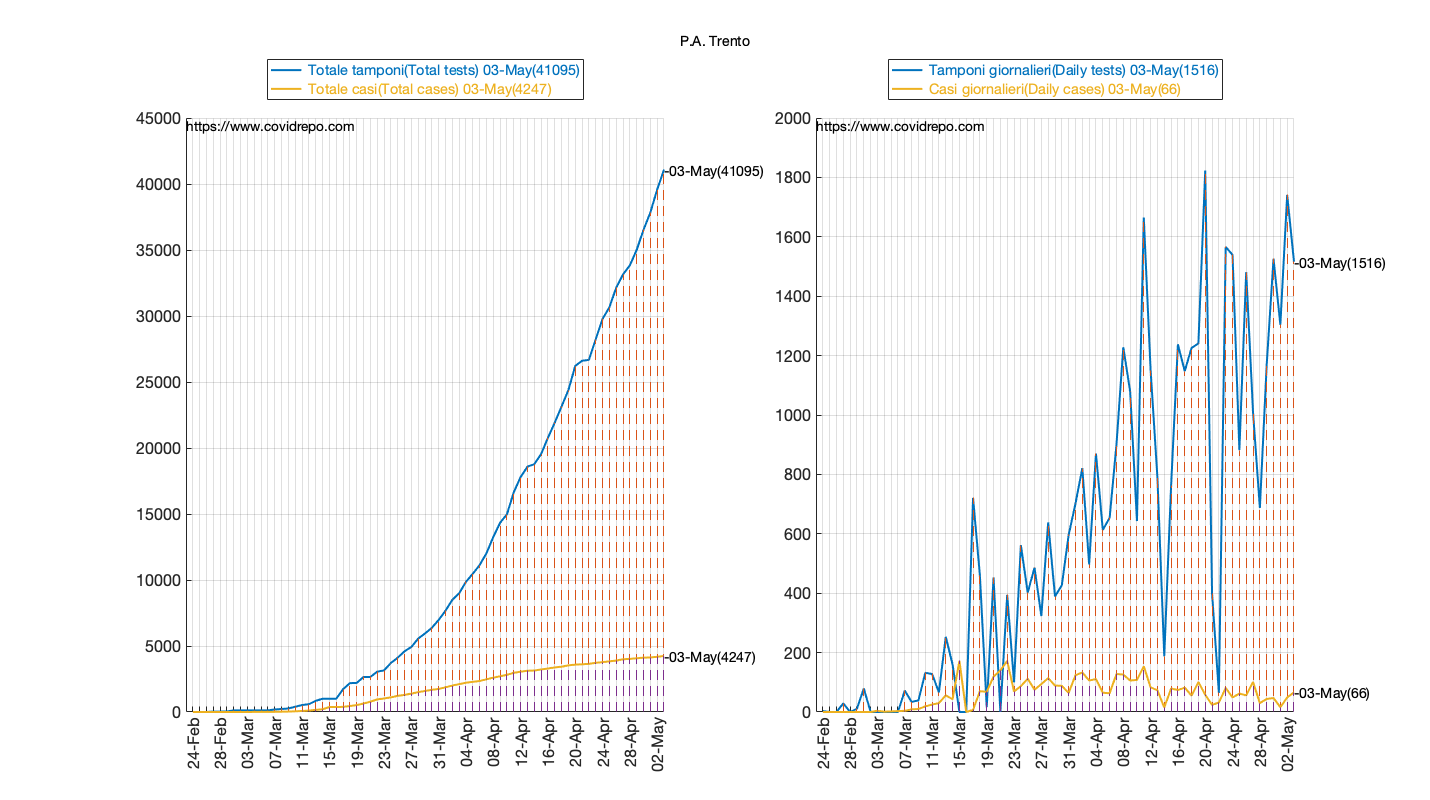 P.A. Trento
Totale tamponi(Total tests) 03-May(41095)
Totale casi(Total cases) 03-May(4247)
https://www.covidrepo.com
45000
40000
35000
30000
25000
20000
15000
10000
5000
0
-03-May(41095)
-03-May(4247)
24-Feb
28-Feb
03-Mar
07-Mar
11-Mar
15-Mar
19-Mar
23-Mar
27-Mar
31-Mar
04-Apr
08-Apr
12-Apr
16-Apr
20-Apr
24-Apr
28-Apr
02-May
Tamponi giornalieri(Daily tests) 03-May(1516)
Casi giornalieri(Daily cases) 03-May(66)
https://www.covidrepo.com
2000
1800
1600
1400
1200
1000
800
600
400
200
0
-03-May(1516)
-03-May(66)
24-Feb
28-Feb
03-Mar
07-Mar
11-Mar
15-Mar
19-Mar
23-Mar
27-Mar
31-Mar
04-Apr
08-Apr
12-Apr
16-Apr
20-Apr
24-Apr
28-Apr
02-May